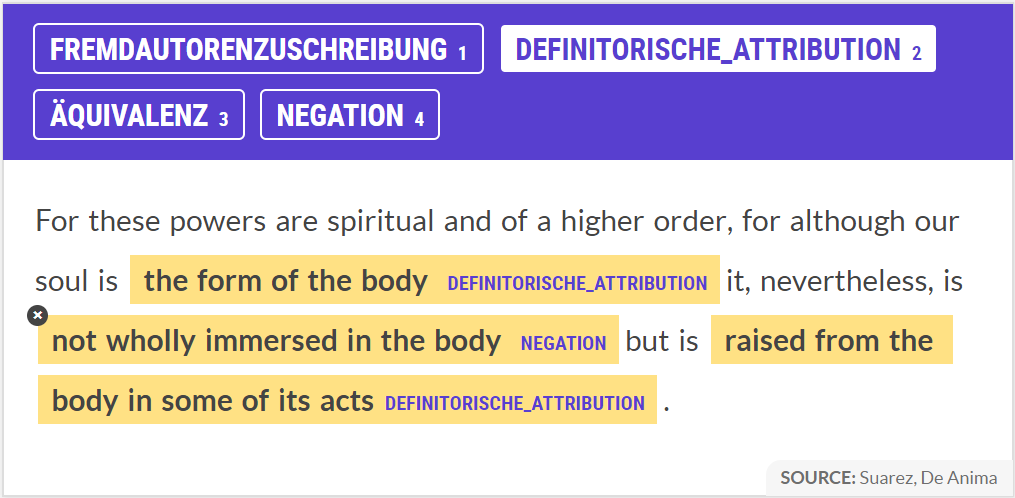 FREMDAUTORENZUSCHREIBUNG 1 DEFINITORISCHE_ATTRIBUTION 2
ÄQUIVALENZ 3 NEGATION 4
For these powers are spiritual and of a higher order, for although our
soul is the form of the body DEFINITORISCHE_ATTRIBUTION it, nevertheless, is
not wholly immersed in the body NEGATION but is raised from the
body in some of its acts DEFINITORISCHE_ATTRIBUTION .
SOURCE: Suarez, De Anima